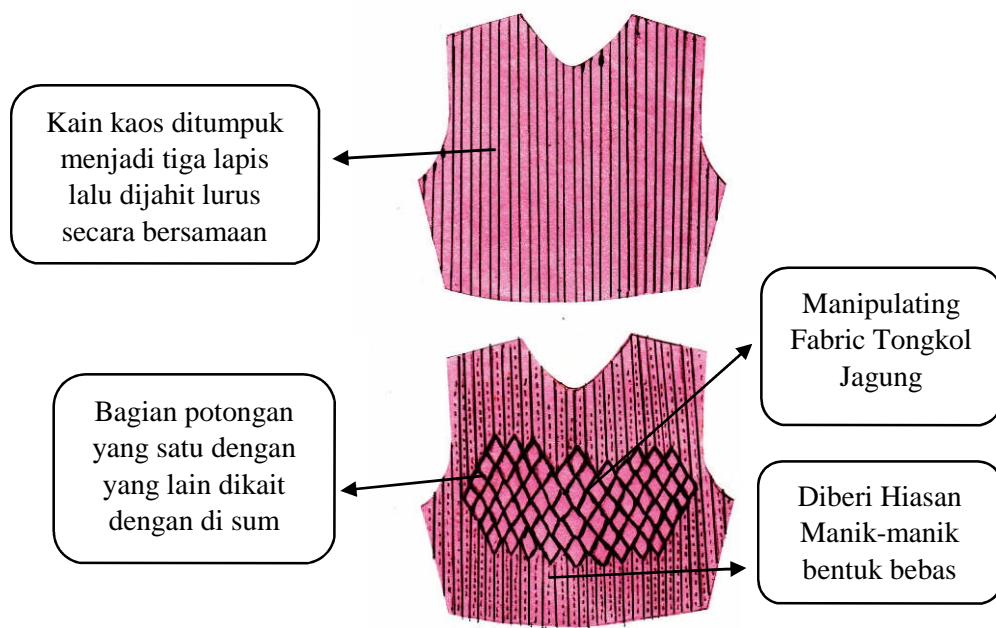 Kain kaos ditumpuk
menjadi tiga lapis
lalu dijahit lurus
secara bersamaan
Manipulating
Fabric Tongkol
Jagung
Bagian potongan
yang satu dengan
yang lain dikait
dengan di sum
Diberi Hiasan
Manik-manik
bentuk bebas